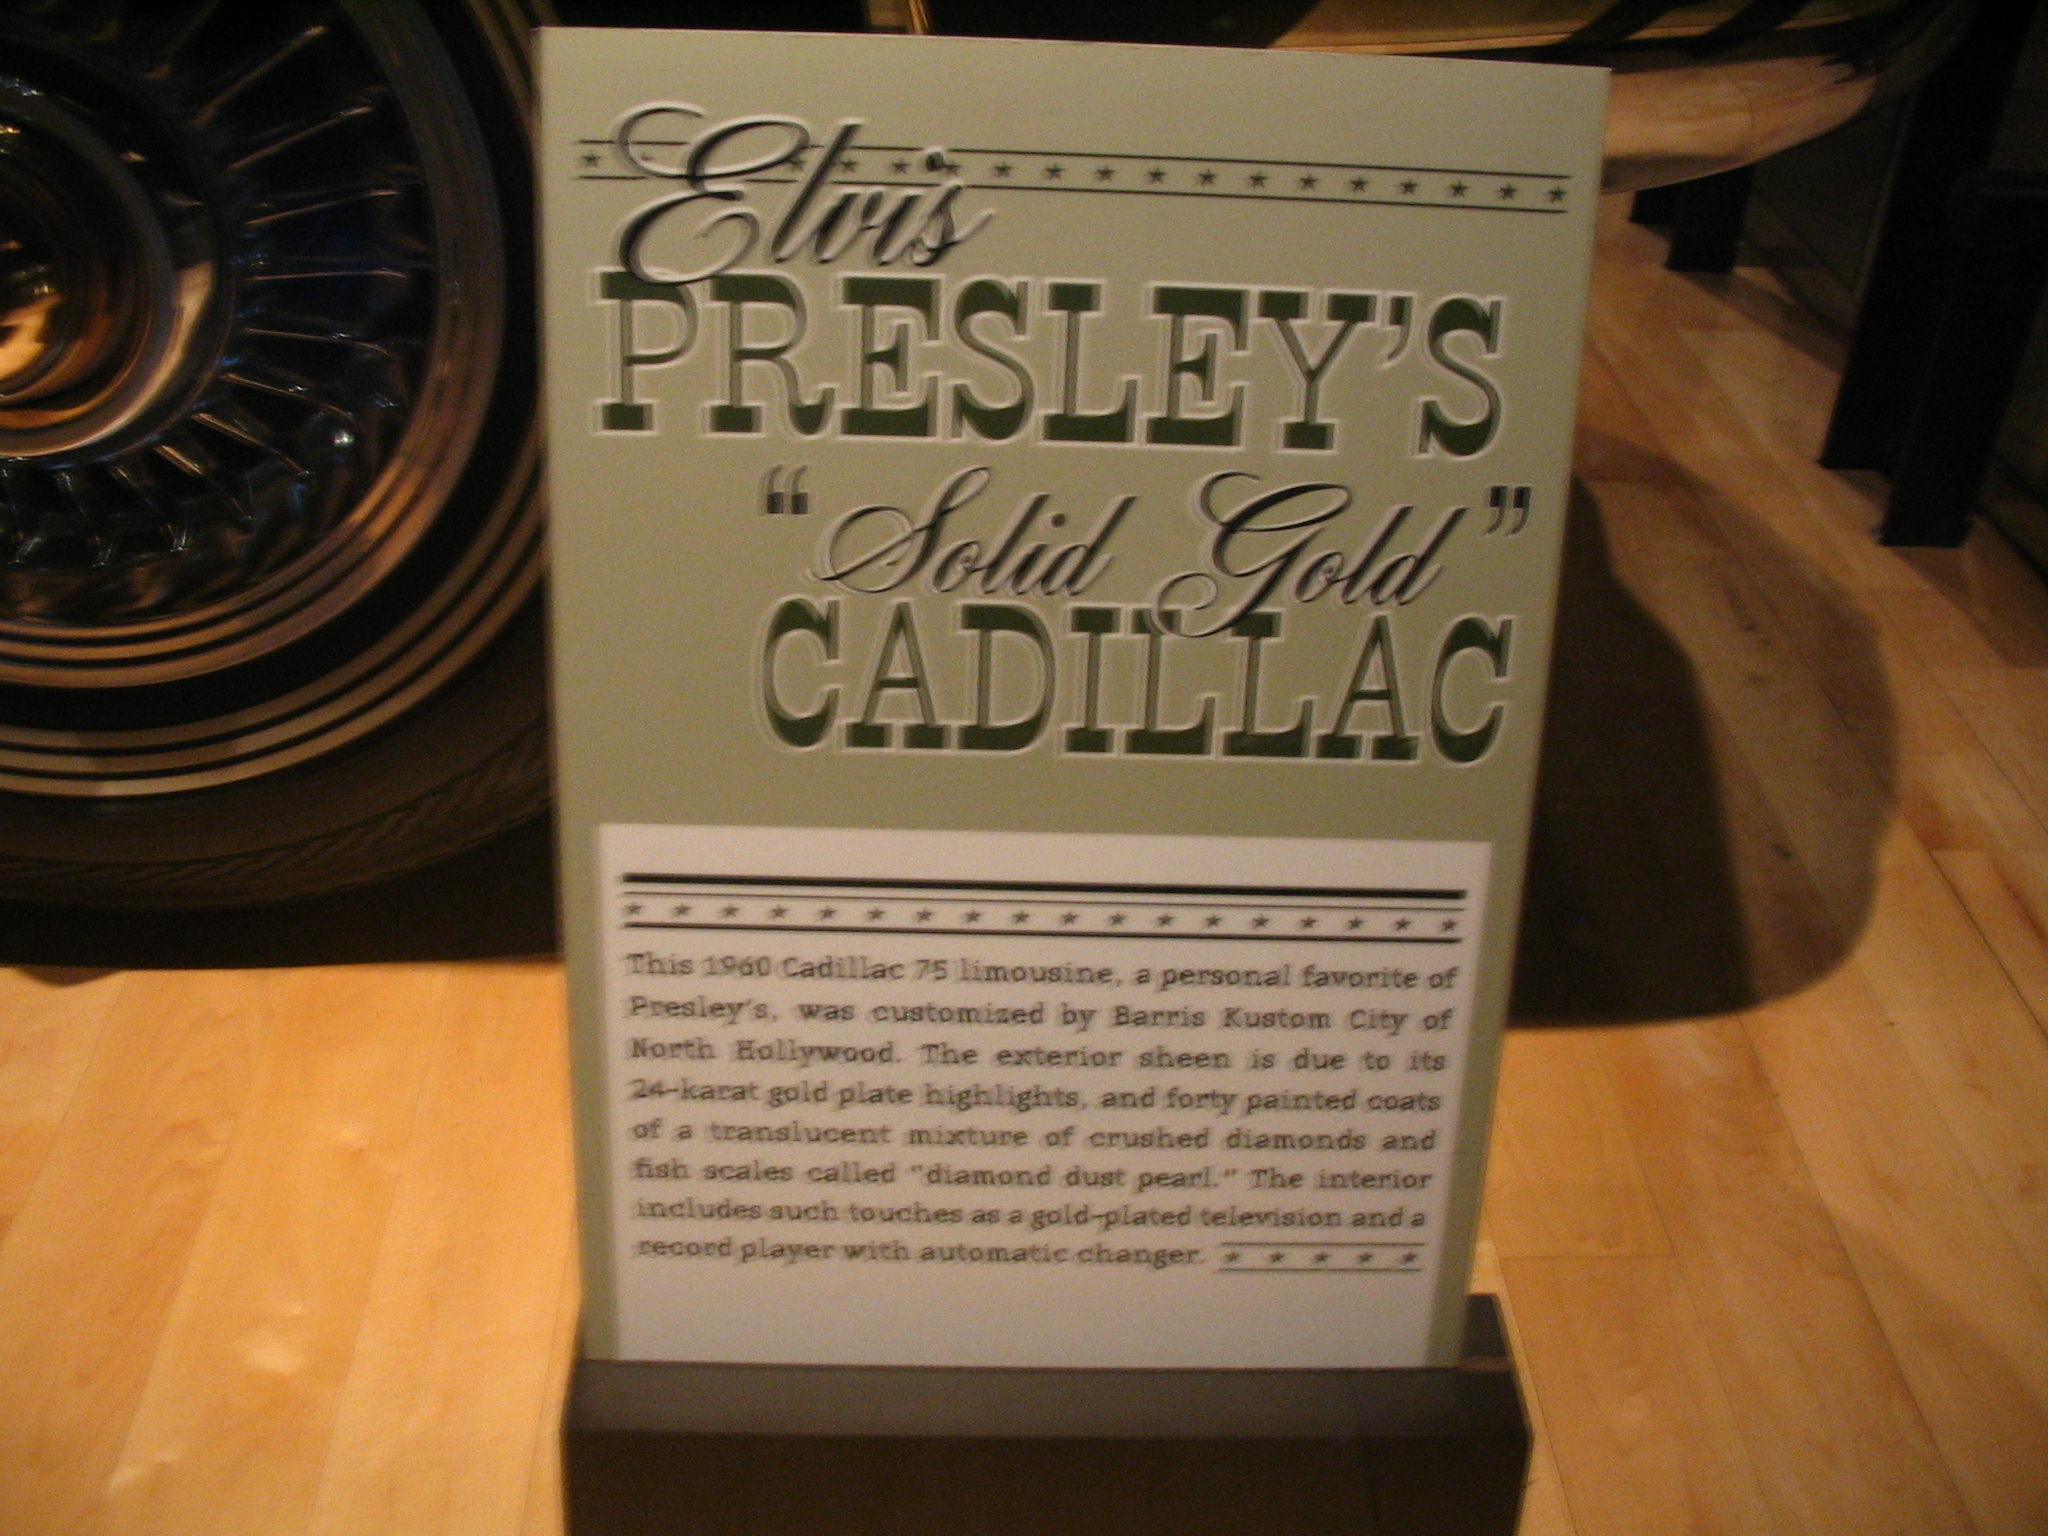 Elvis
PRESLEY'S
"Solid Gold"
CADILLAC
This 1960 Cadillac 75 limousine, a personal favorite of
Presley's, was customized by Barris Kustom City of
North Hollywood. The exterior sheen is due to its
24-karat gold plate highlights, and forty painted coats
of a translucent mixture of crushed diamonds and
fish scales called "diamond dust pearl." The interior
includes such touches as a gold-plated television and a
record player with automatic changer.